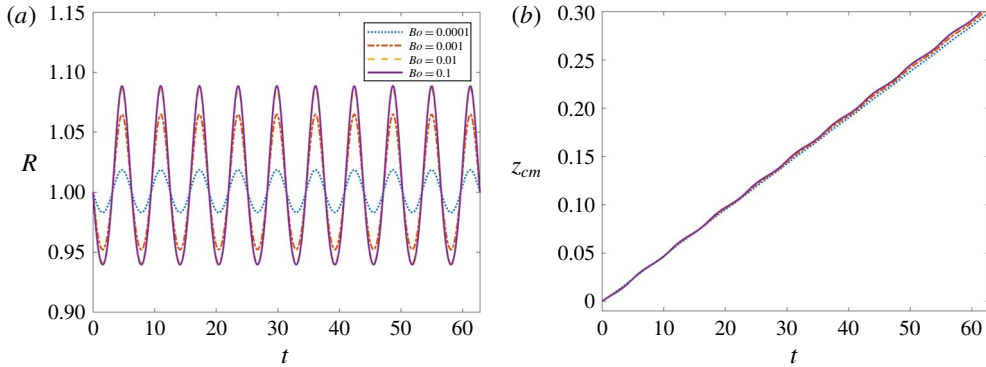 (a)
1.15
1.10
1.05
1.00
0.95
0.90
R
0 10 20 30 40 50 60
t
Bo = 0.0001
Bo = 0.001
Bo = 0.01
Bo = 0.1
(b)
0.30
0.25
0.20
0.15
0.10
0.05
0
z_{cm}
0 10 20 30 40 50 60
t